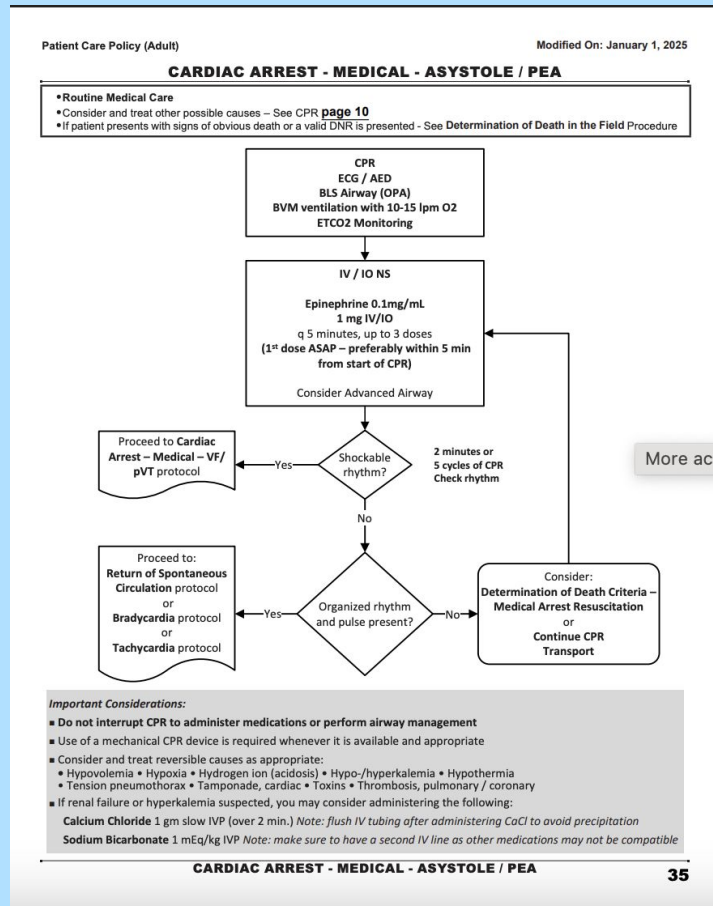 Patient Care Policy (Adult)
Modified On: January 1, 2025
CARDIAC ARREST - MEDICAL - ASYSTOLE / PEA
•Routine Medical Care
•Consider and treat other possible causes – See CPR page 10
•If patient presents with signs of obvious death or a valid DNR is presented - See Determination of Death in the Field Procedure
CPR
ECG / AED
BLS Airway (OPA)
BVM ventilation with 10-15 lpm O2
ETCO2 Monitoring
IV / IO NS
Epinephrine 0.1mg/mL
1 mg IV/IO
q 5 minutes, up to 3 doses
(1st dose ASAP – preferably within 5 min
from start of CPR)
Consider Advanced Airway
Proceed to Cardiac
Arrest – Medical – VF/
pVT protocol
Yes
Shockable
rhythm?
2 minutes or
5 cycles of CPR
Check rhythm
More ac
No
Proceed to:
Return of Spontaneous
Circulation protocol
or
Bradycardia protocol
or
Tachycardia protocol
Yes
Organized rhythm
and pulse present?
No
Consider:
Determination of Death Criteria –
Medical Arrest Resuscitation
or
Continue CPR
Transport
Important Considerations:
▪ Do not interrupt CPR to administer medications or perform airway management
▪ Use of a mechanical CPR device is required whenever it is available and appropriate
▪ Consider and treat reversible causes as appropriate:
• Hypovolemia • Hypoxia • Hydrogen ion (acidosis) • Hypo-/hyperkalemia • Hypothermia
• Tension pneumothorax • Tamponade, cardiac • Toxins • Thrombosis, pulmonary / coronary
▪ If renal failure or hyperkalemia suspected, you may consider administering the following:
Calcium Chloride 1 gm slow IVP (over 2 min.) Note: flush IV tubing after administering CaCl to avoid precipitation
Sodium Bicarbonate 1 mEq/kg IVP Note: make sure to have a second IV line as other medications may not be compatible
CARDIAC ARREST - MEDICAL - ASYSTOLE / PEA
35